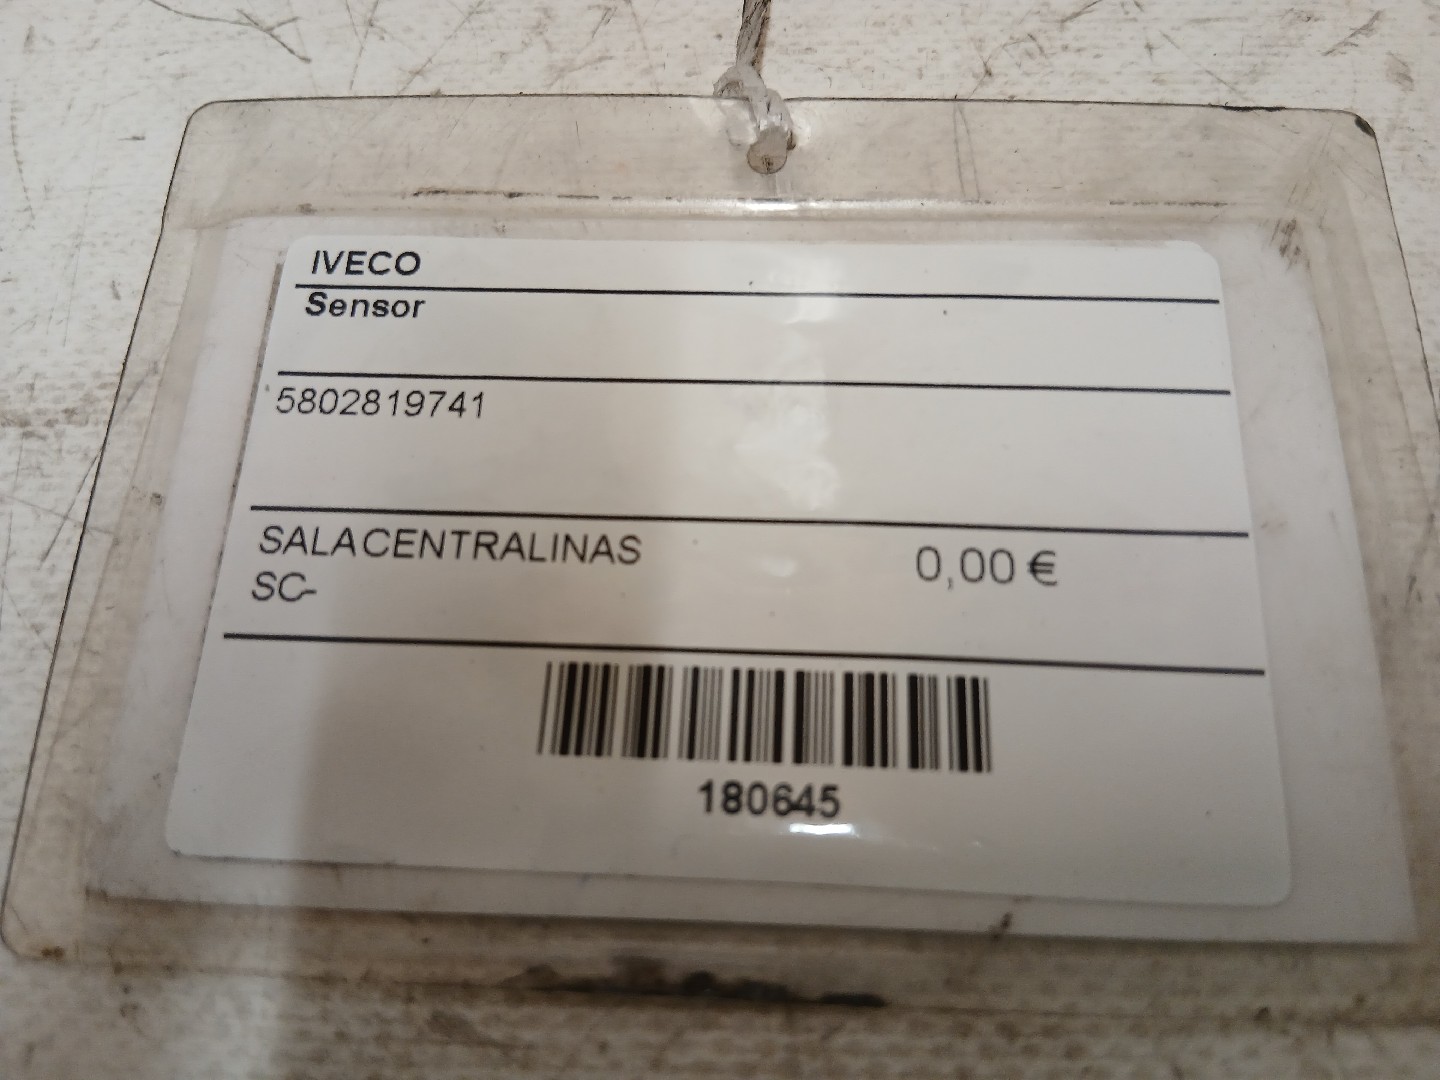 IVECO
Sensor
5802819741
SALACENTRALINAS
0,00 €
SC-
180645